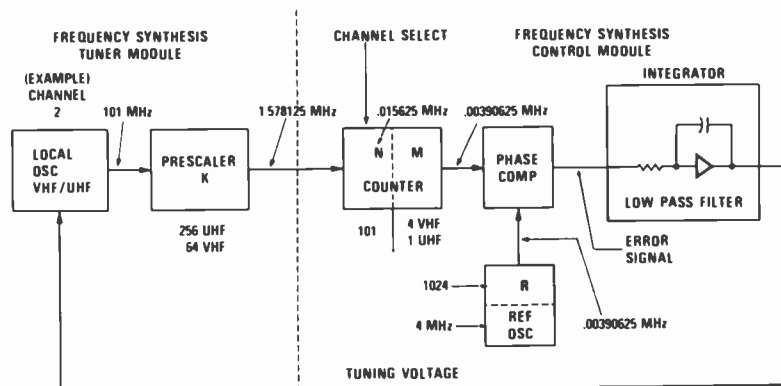 FREQUENCY SYNTHESIS
TUNER MODULE
CHANNEL SELECT
FREQUENCY SYNTHESIS
CONTROL MODULE
(EXAMPLE)
CHANNEL
2
101 MHz
1 578125 MHz
.015625 MHz
.00390625 MHz
INTEGRATOR
LOCAL
OSC
VHF/UHF
PRESCALER
K
N M
COUNTER
PHASE
COMP
LOW PASS FILTER
256 UHF
64 VHF
101
4 VHF
1 UHF
ERROR
SIGNAL
1024
R
4 MHz
REF
OSC
.00390625 MHz
TUNING VOLTAGE